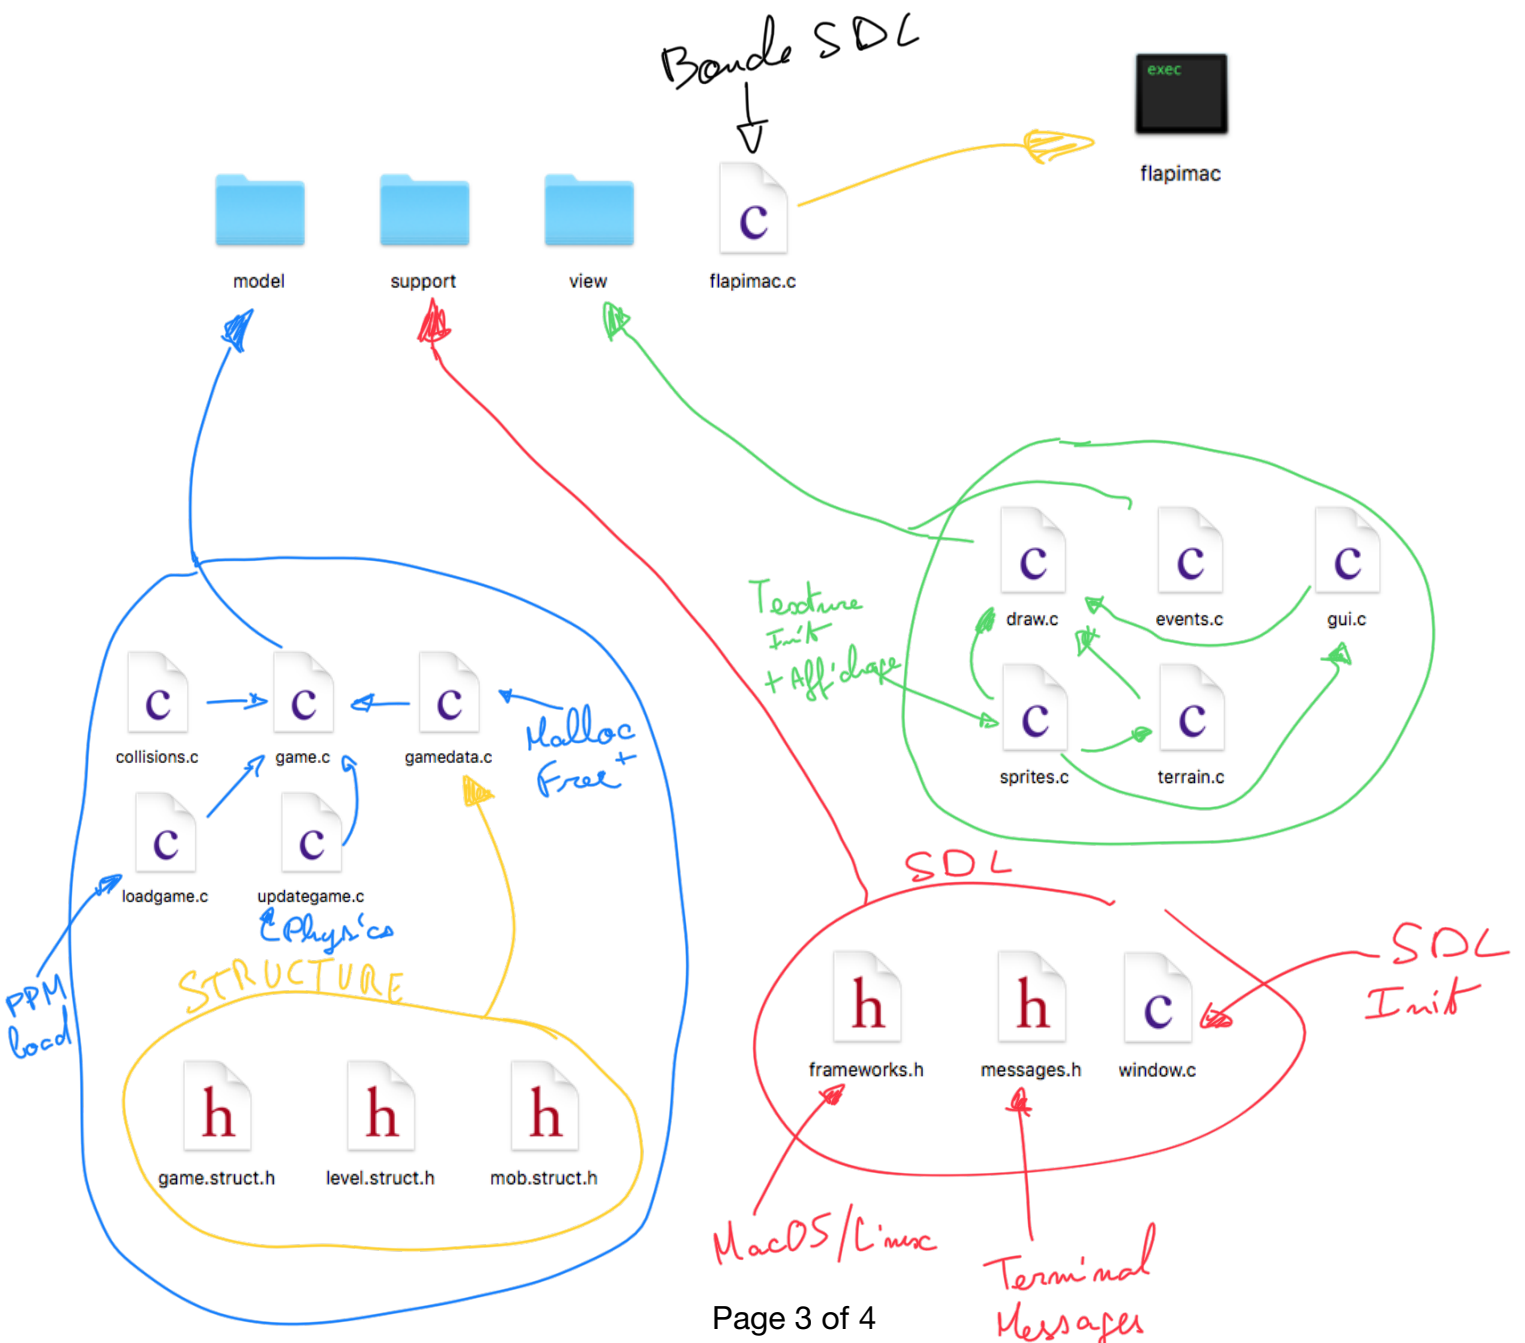 Boucle SDL
exec
flapimac
model
support
view
c
flapimac.c
c
c
c
draw.c
events.c
gui.c
Texture
Init
+ Affichage
c
c
sprites.c
terrain.c
c
c
c
collisions.c
game.c
gamedata.c
Malloc
+
Free
c
c
loadgame.c
updategame.c
Physics
PPM
load
STRUCTURE
h
h
h
game.struct.h
level.struct.h
mob.struct.h
SDL
h
h
c
frameworks.h
messages.h
window.c
SDL
Init
MacOS/Linux
Terminal
Messages
Page 3 of 4